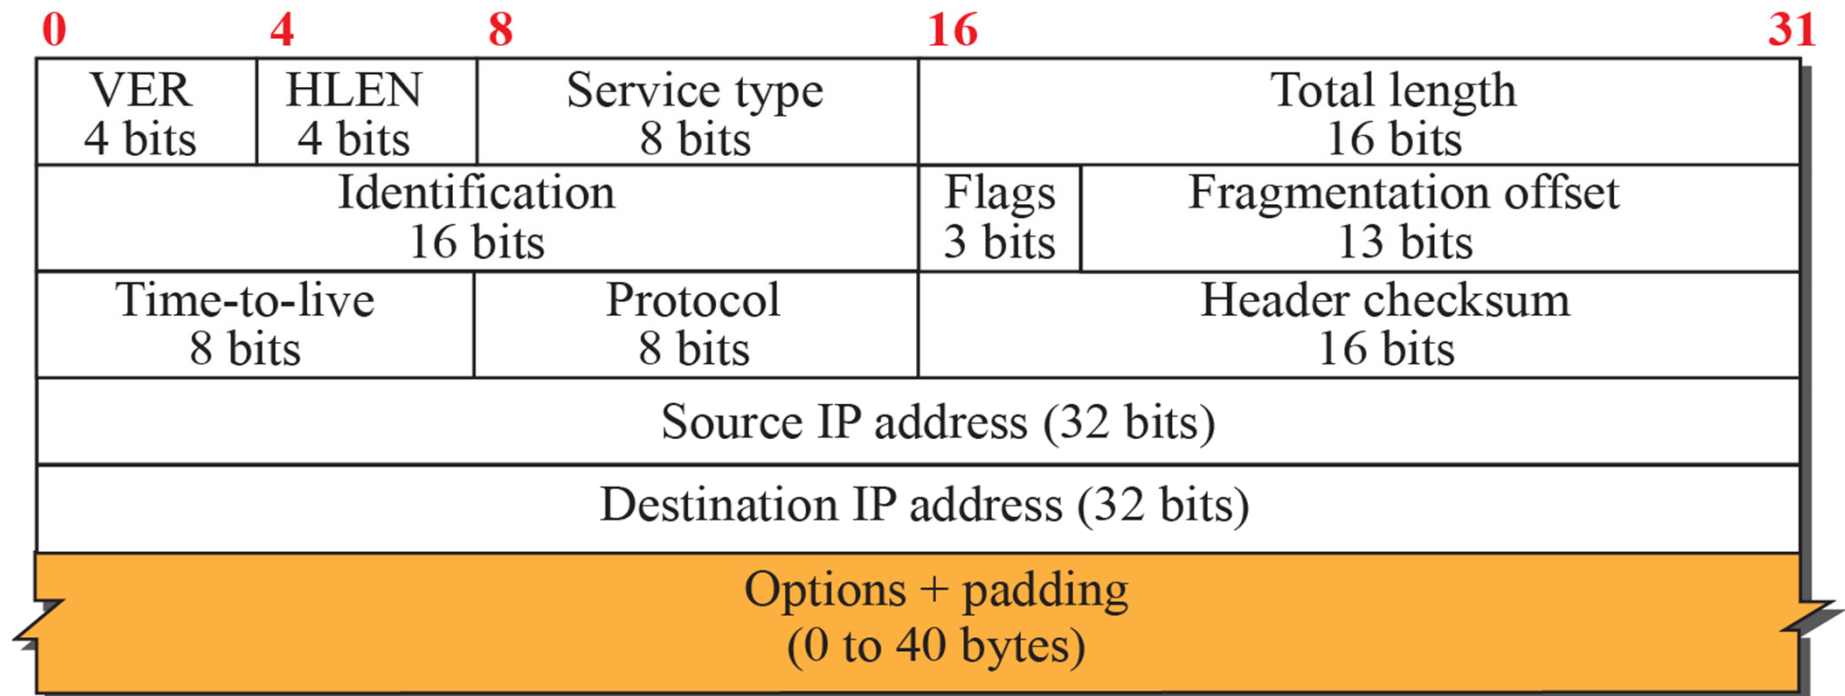 0 4 8 16 31
VER HLEN Service type Total length
4 bits 4 bits 8 bits 16 bits
Identification Flags Fragmentation offset
16 bits 3 bits 13 bits
Time-to-live Protocol Header checksum
8 bits 8 bits 16 bits
Source IP address (32 bits)
Destination IP address (32 bits)
Options + padding
(0 to 40 bytes)